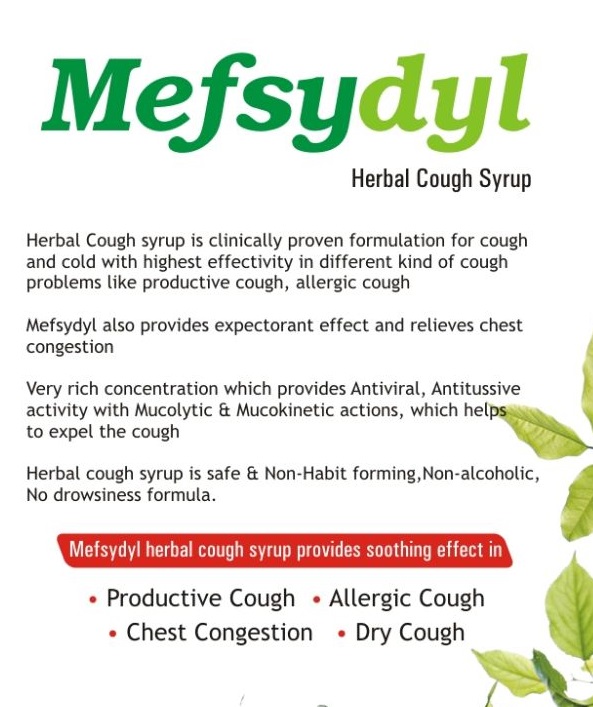 Mefsydyl
Herbal Cough Syrup
Herbal Cough syrup is clinically proven formulation for cough
and cold with highest effectivity in different kind of cough
problems like productive cough, allergic cough
Mefsydyl also provides expectorant effect and relieves chest
congestion
Very rich concentration which provides Antiviral, Antitussive
activity with Mucolytic & Mucokinetic actions, which helps
to expel the cough
Herbal cough syrup is safe & Non-Habit forming,Non-alcoholic,
No drowsiness formula.
Mefsydyl herbal cough syrup provides soothing effect in
• Productive Cough • Allergic Cough
• Chest Congestion • Dry Cough